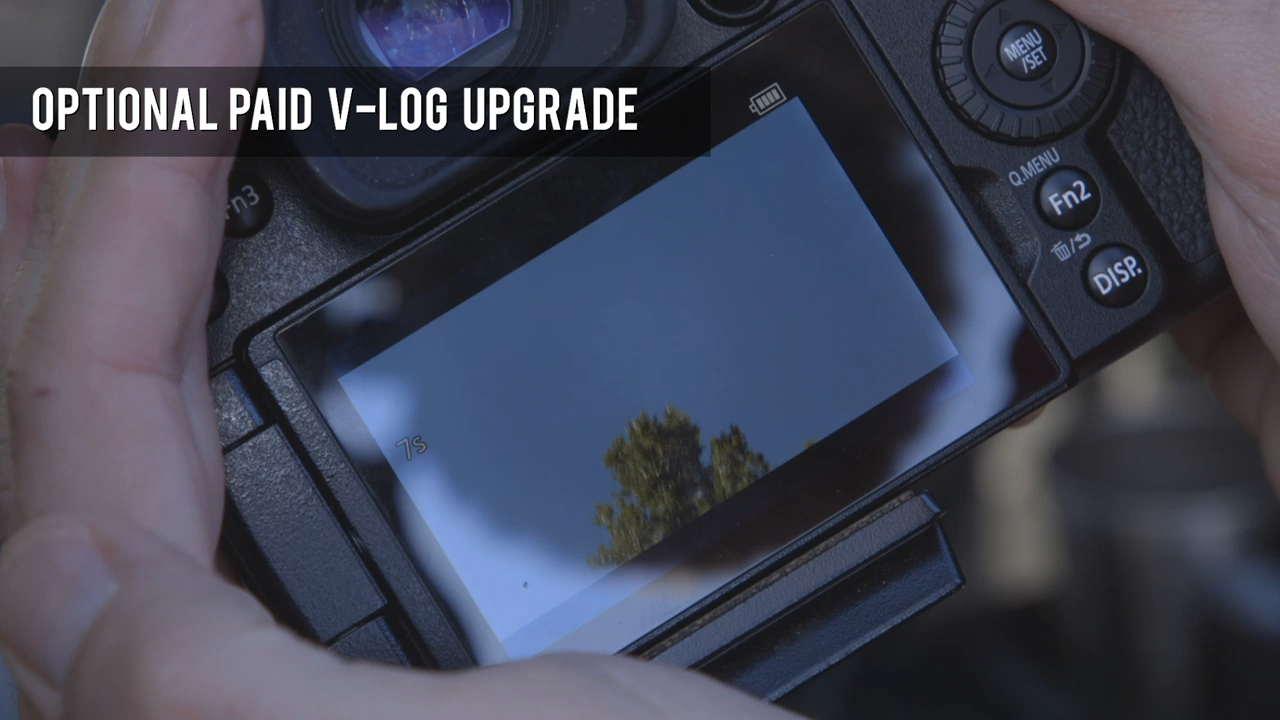 OPTIONAL PAID V-LOG UPGRADE
MENU
/SET
Q.MENU
Fn2
Fn3
DISP.
7s